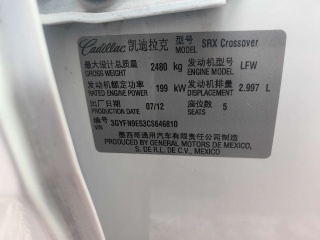 Cadillac 凯迪拉克 型号 MODEL SRX Crossover
最大设计总质量 GROSS WEIGHT 2480 kg 发动机型号 ENGINE MODEL LFW
发动机额定功率 RATED ENGINE POWER 199 kW 发动机排量 DISPLACEMENT 2.997 L
出厂日期 PRODUCTION DATE 07/12 座位数 SEATS 5
编号 3GYFN9E53CS646810
墨西哥通用汽车有限公司制造
PRODUCED BY GENERAL MOTORS DE MEXICO,
S. DE R.L. DE C.V., MEXICO